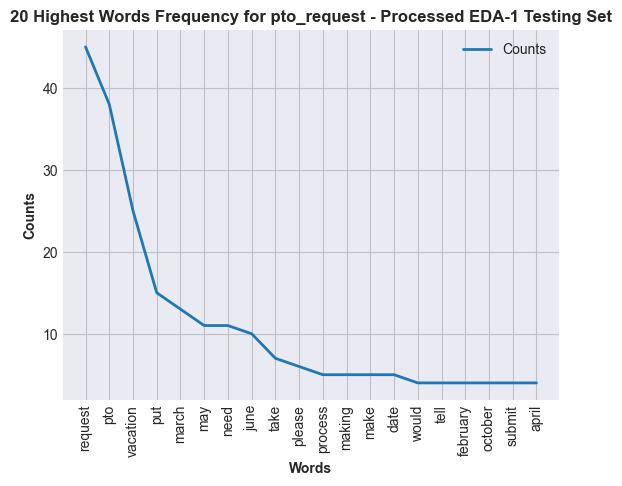 20 Highest Words Frequency for pto_request - Processed EDA-1 Testing Set
Counts
40
30
20
10
Counts
request
pto
vacation
put
march
may
need
june
take
please
process
making
make
date
would
tell
february
october
submit
april
Words